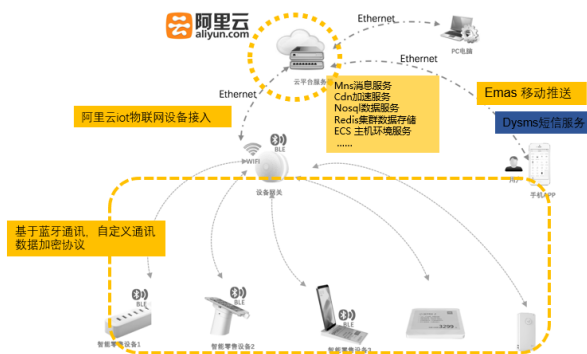 阿里云
aliyun.com
Ethernet
Ethernet
PC电脑
云平台服务
Ethernet
Mns消息服务
Cdn加速服务
Nosql数据服务
Redis集群数据存储
ECS 主机环境服务
......
Emas 移动推送
Dysms短信服务
阿里云iot物联网设备接入
BLE
WIFI
设备网关
用户
手机APP
基于蓝牙通讯，自定义通讯
数据加密协议
BLE
BLE
BLE
3299
智能零售设备1
智能零售设备2
智能零售设备3